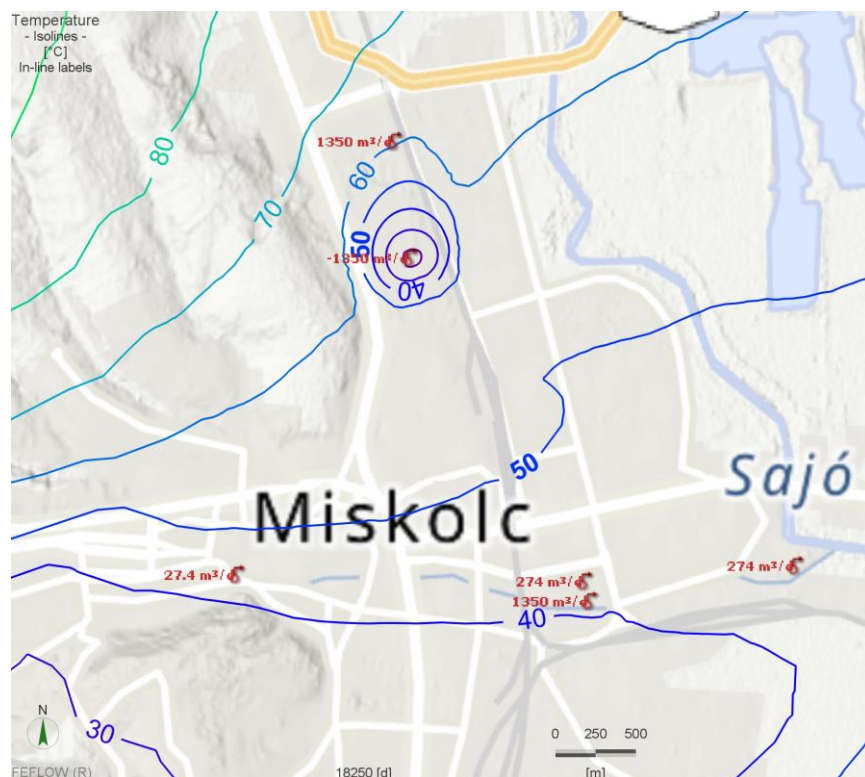 Temperature
- Isolines -
[°C]
In-line labels
80
1350 m³/d
60
70
50
-1350 m³/d
40
50
Sajó
Miskolc
27.4 m³/d
274 m³/d
274 m³/d
1350 m³/d
40
30
N
0 250 500
[m]
FEFLOW (R)
18250 [d]